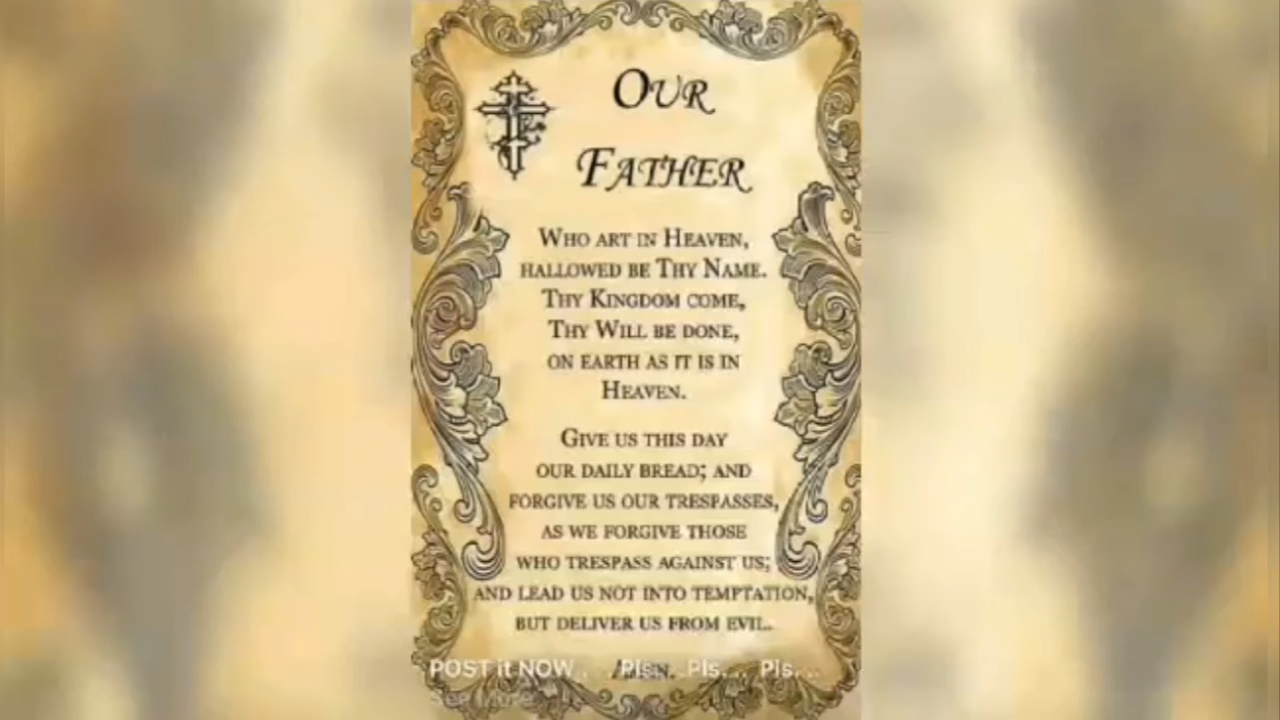 OUR
FATHER
WHO ART IN HEAVEN,
HALLOWED BE THY NAME.
THY KINGDOM COME,
THY WILL BE DONE,
ON EARTH AS IT IS IN
HEAVEN.
GIVE US THIS DAY
OUR DAILY BREAD; AND
FORGIVE US OUR TRESPASSES,
AS WE FORGIVE THOSE
WHO TRESPASS AGAINST US;
AND LEAD US NOT INTO TEMPTATION,
BUT DELIVER US FROM EVIL.
POST it NOW... Pls...Pls.... Pls....